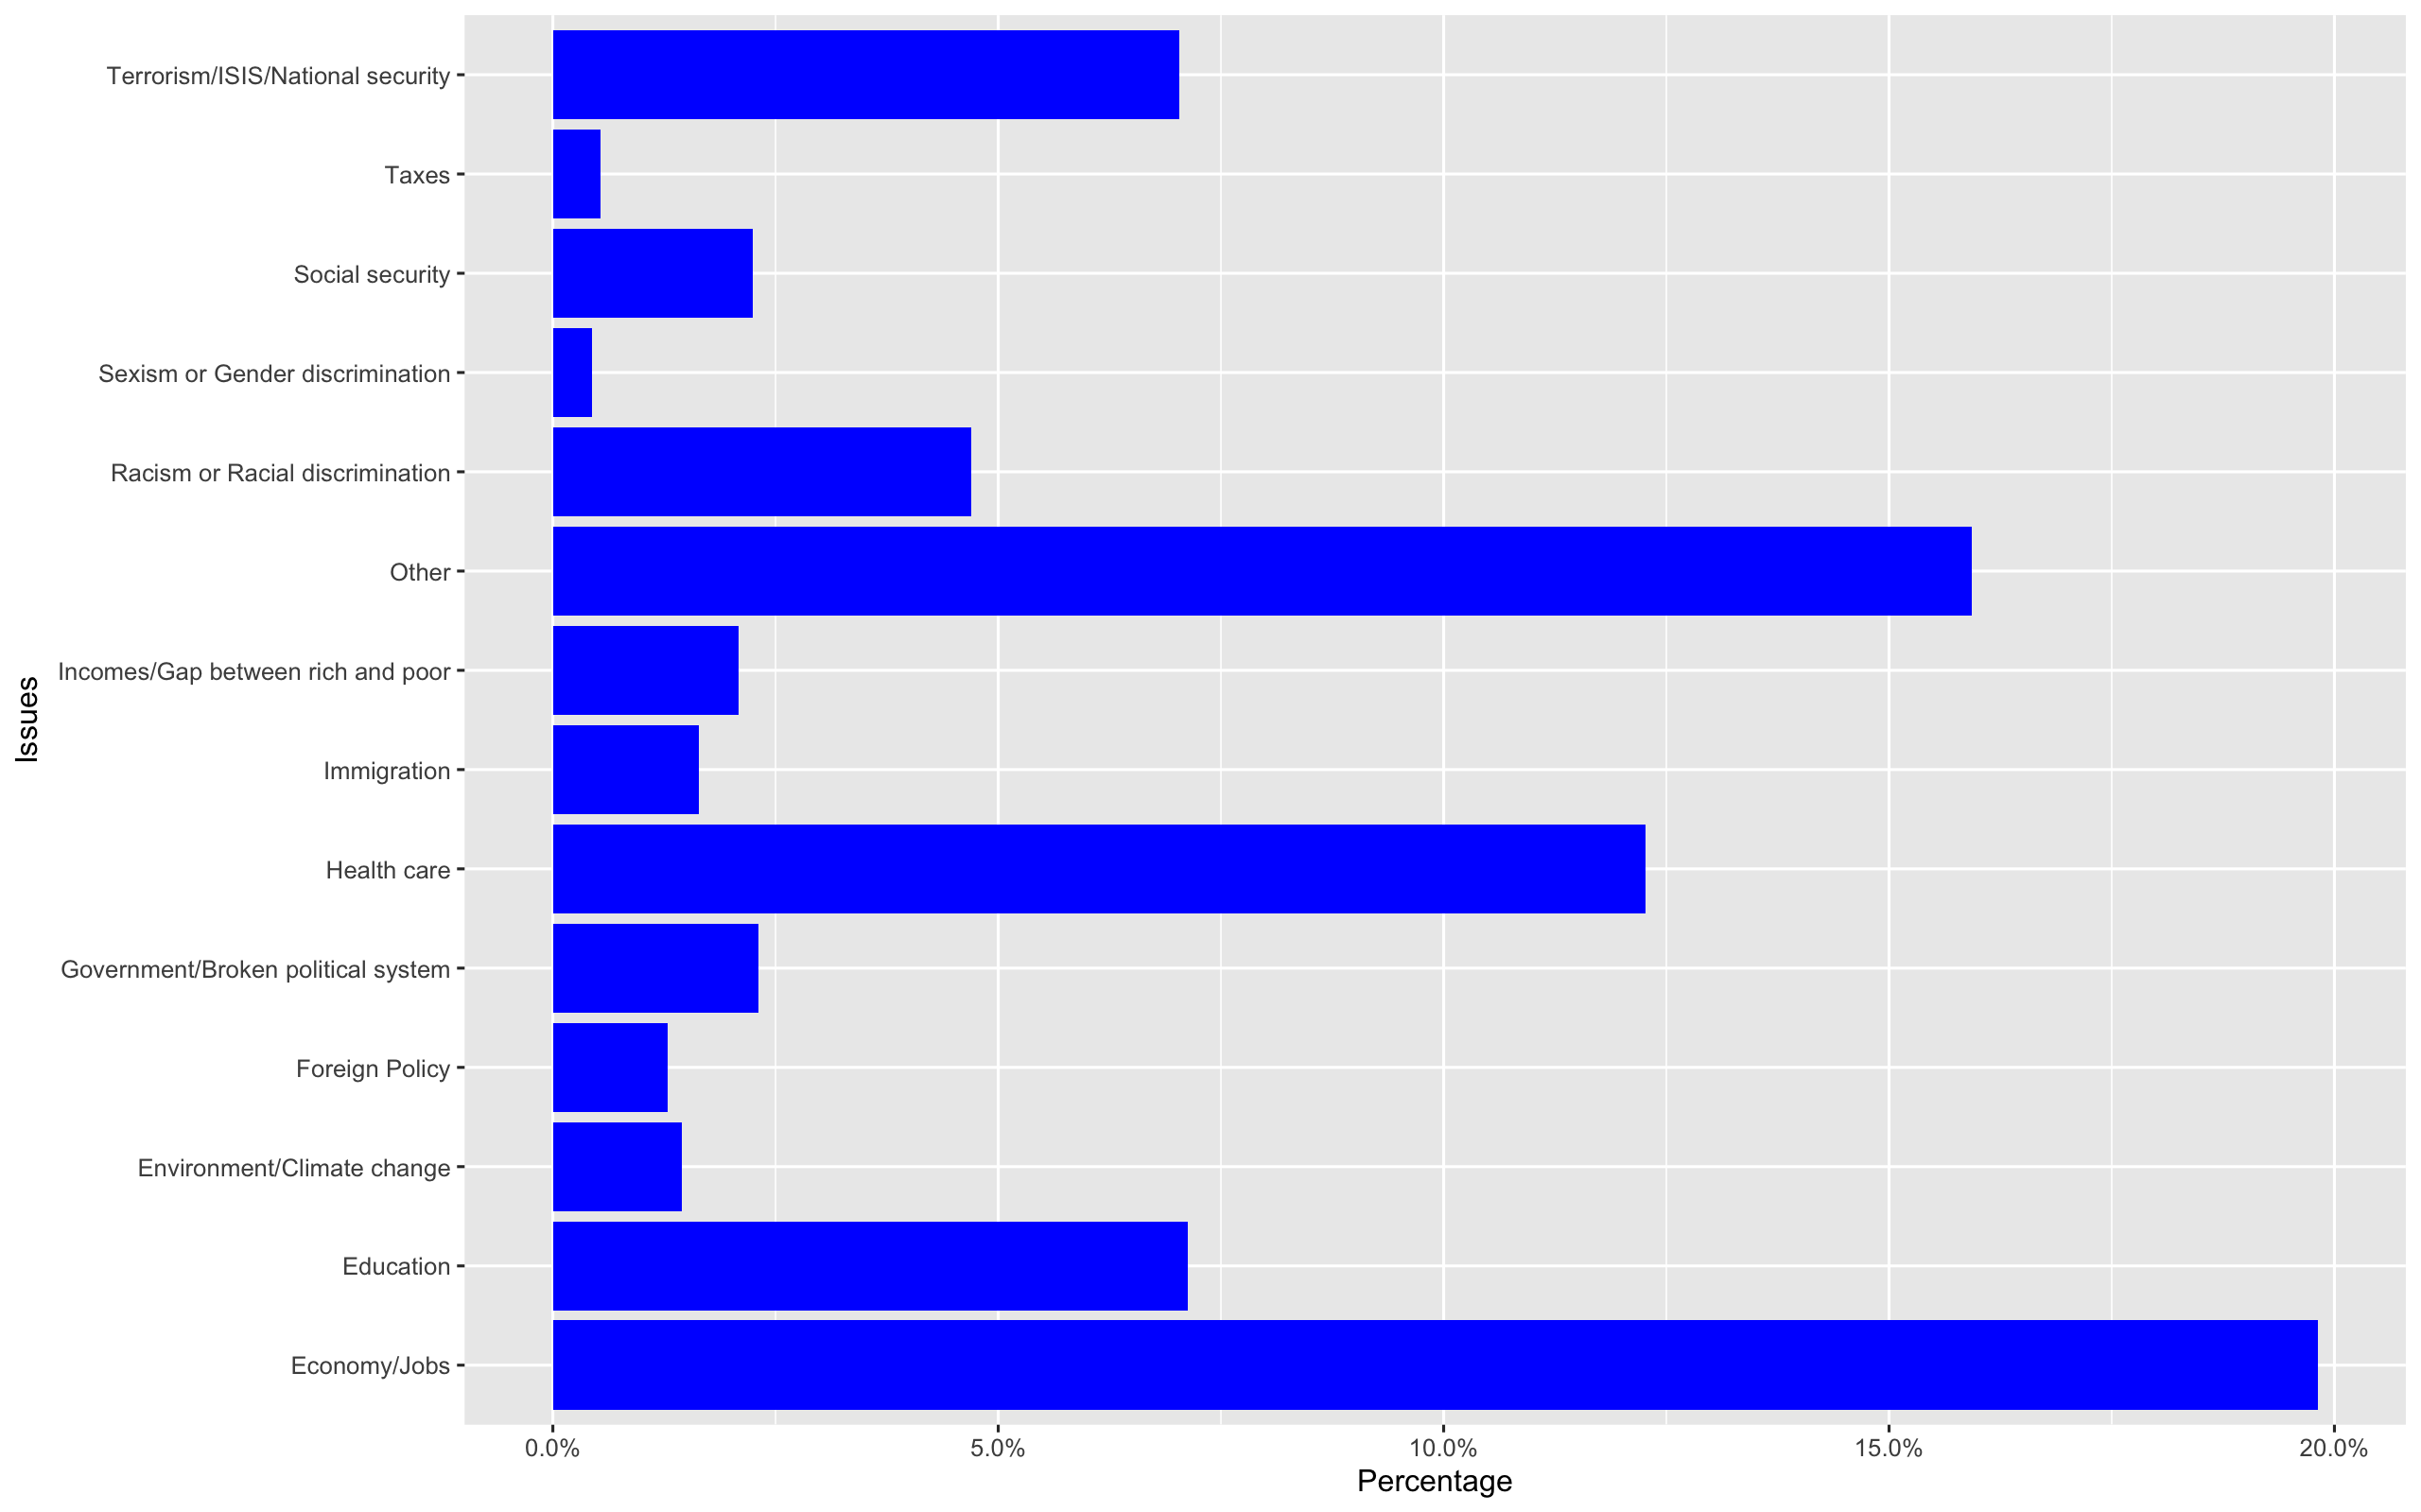 Terrorism/ISIS/National security
Taxes
Social security
Sexism or Gender discrimination
Racism or Racial discrimination
Other
Incomes/Gap between rich and poor
Immigration
Health care
Government/Broken political system
Foreign Policy
Environment/Climate change
Education
Economy/Jobs
Issues
0.0% 5.0% 10.0% 15.0% 20.0%
Percentage